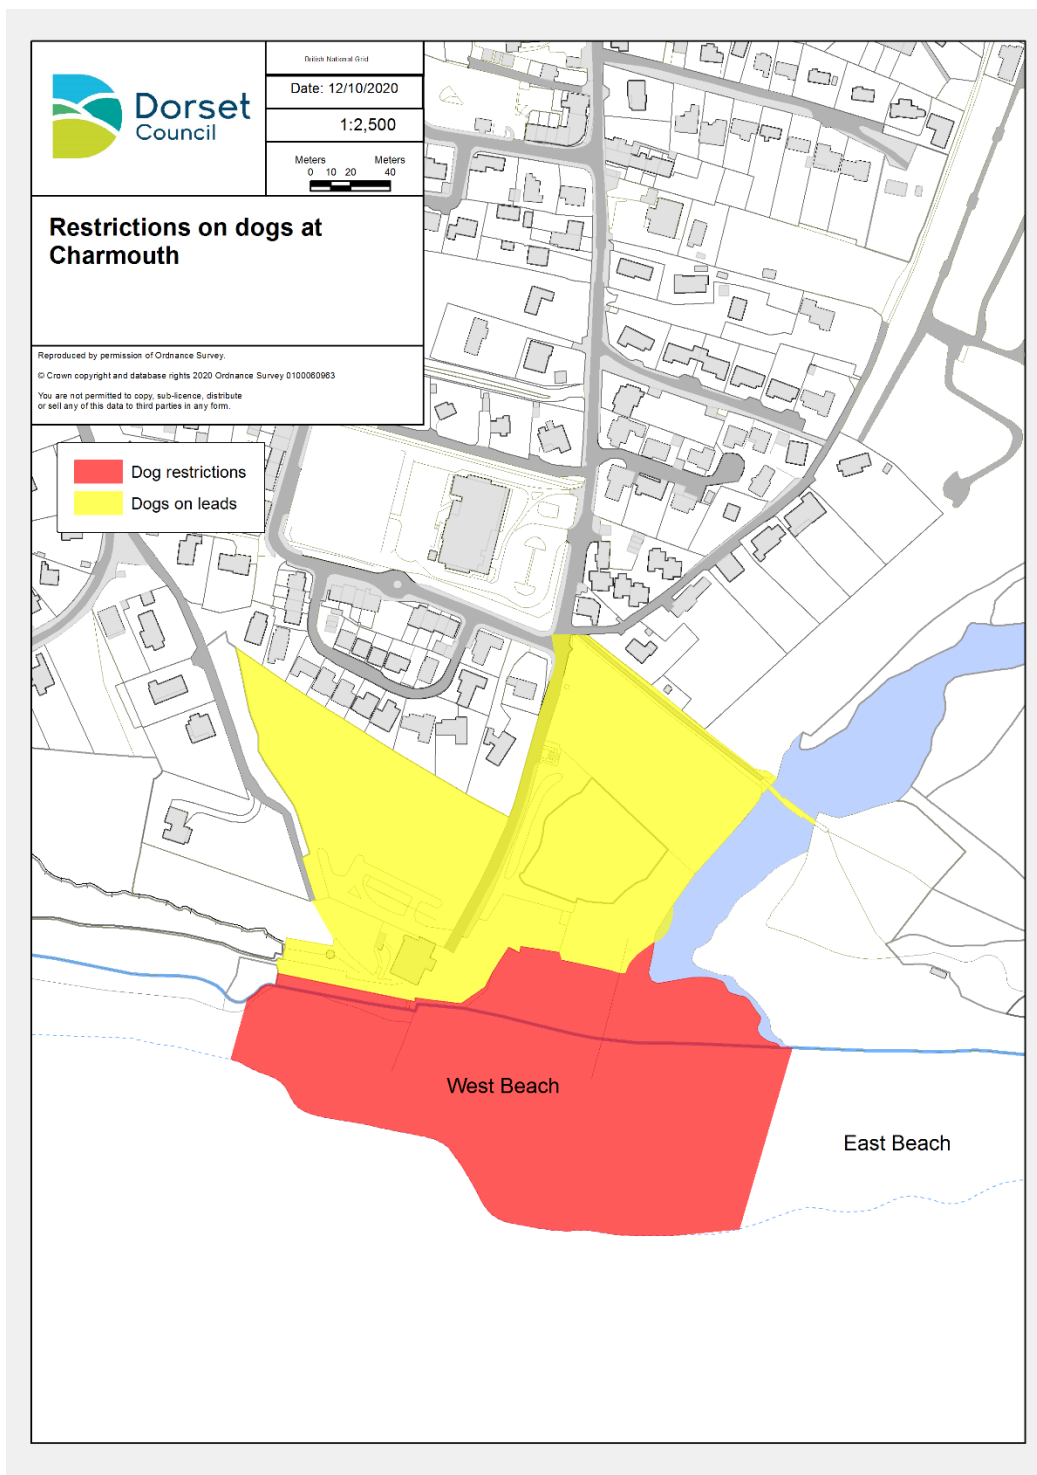 Dorset
Council
British National Grid
Date: 12/10/2020
1:2,500
Meters Meters
0 10 20 40
Restrictions on dogs at
Charmouth
Reproduced by permission of Ordnance Survey.
© Crown copyright and database rights 2020 Ordnance Survey 0100060963
You are not permitted to copy, sub-licence, distribute
or sell any of this data to third parties in any form.
Dog restrictions
Dogs on leads
West Beach
East Beach